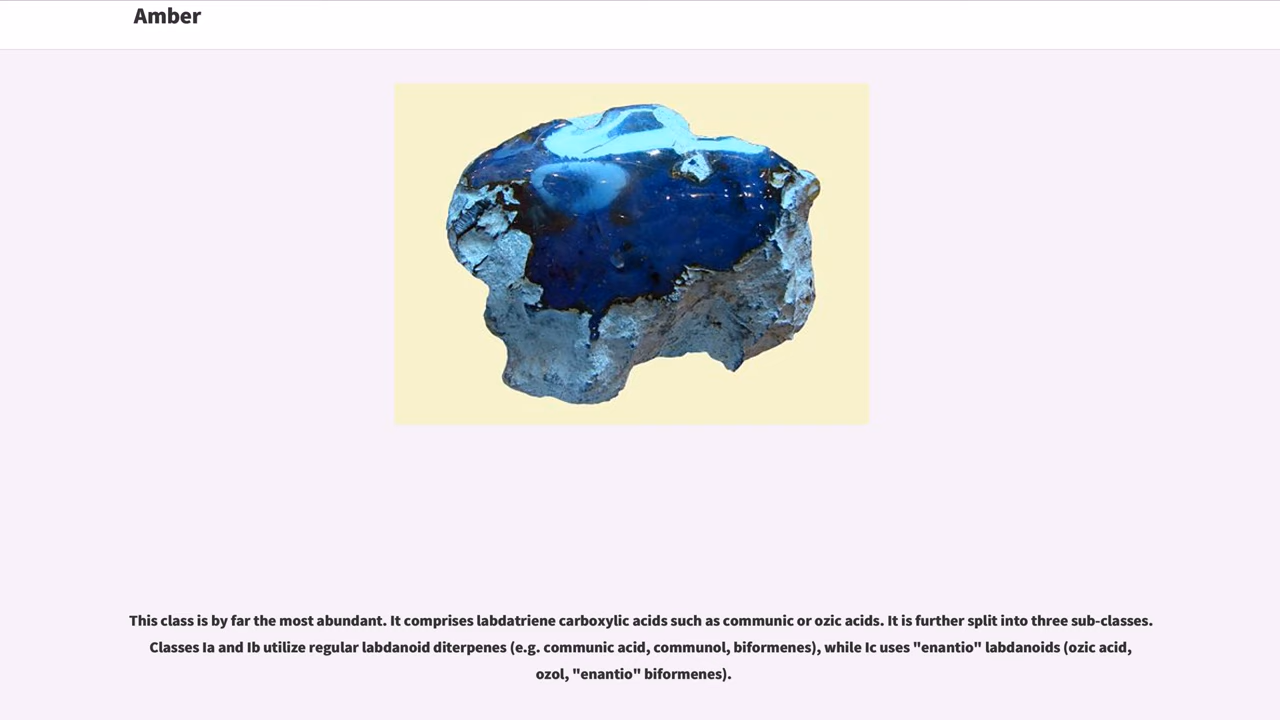 Amber
This class is by far the most abundant. It comprises labdatriene carboxylic acids such as communic or ozic acids. It is further split into three sub-classes.
Classes Ia and Ib utilize regular labdanoid diterpenes (e.g. communic acid, communol, biformenes), while Ic uses "enantio" labdanoids (ozic acid,
ozol, "enantio" biformenes).